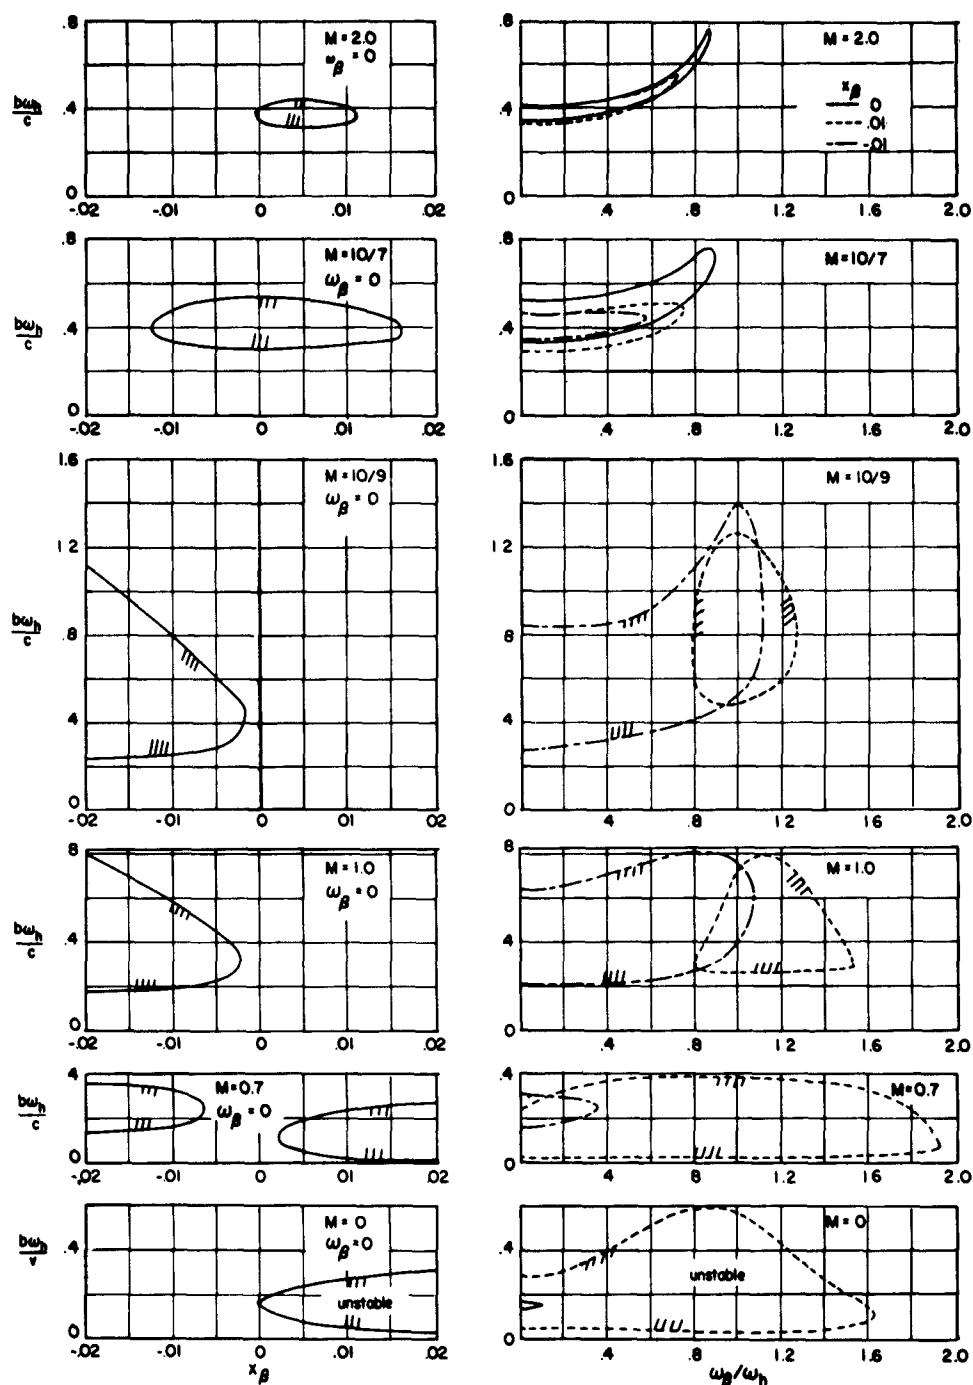 .8
M = 2.0
ω_β = 0
bω_h/c
.4
0
-.02 -.01 0 .01 .02
.8
M = 2.0
x_β
0
.01
-.01
.4
0
.4 .8 1.2 1.6 2.0
.8
M = 10/7
ω_β = 0
bω_h/c
.4
0
-.02 -.01 0 .01 .02
.8
M = 10/7
.4
0
.4 .8 1.2 1.6 2.0
1.6
M = 10/9
ω_β = 0
1.2
bω_h/c
.8
.4
0
-.02 -.01 0 .01 .02
1.6
M = 10/9
1.2
.8
.4
0
.4 .8 1.2 1.6 2.0
.8
M = 1.0
ω_β = 0
bω_h/c
.4
0
-.02 -.01 0 .01 .02
.8
M = 1.0
.4
0
.4 .8 1.2 1.6 2.0
.4
M = 0.7
ω_β = 0
bω_h/c
0
-.02 -.01 0 .01 .02
.4
M = 0.7
0
.4 .8 1.2 1.6 2.0
M = 0
ω_β = 0
bω_h/v
.4
unstable
0
-.02 -.01 0 .01 .02
x_β
M = 0
.4
unstable
0
.4 .8 1.2 1.6 2.0
ω_β/ω_h